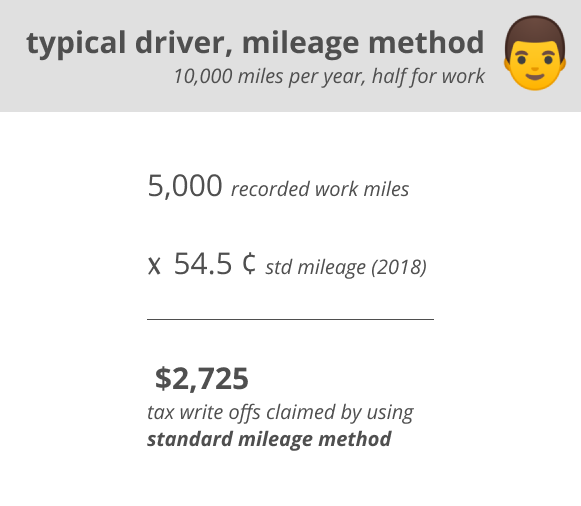 typical driver, mileage method
10,000 miles per year, half for work
5,000 recorded work miles
x 54.5 ¢ std mileage (2018)
$2,725
tax write offs claimed by using
standard mileage method